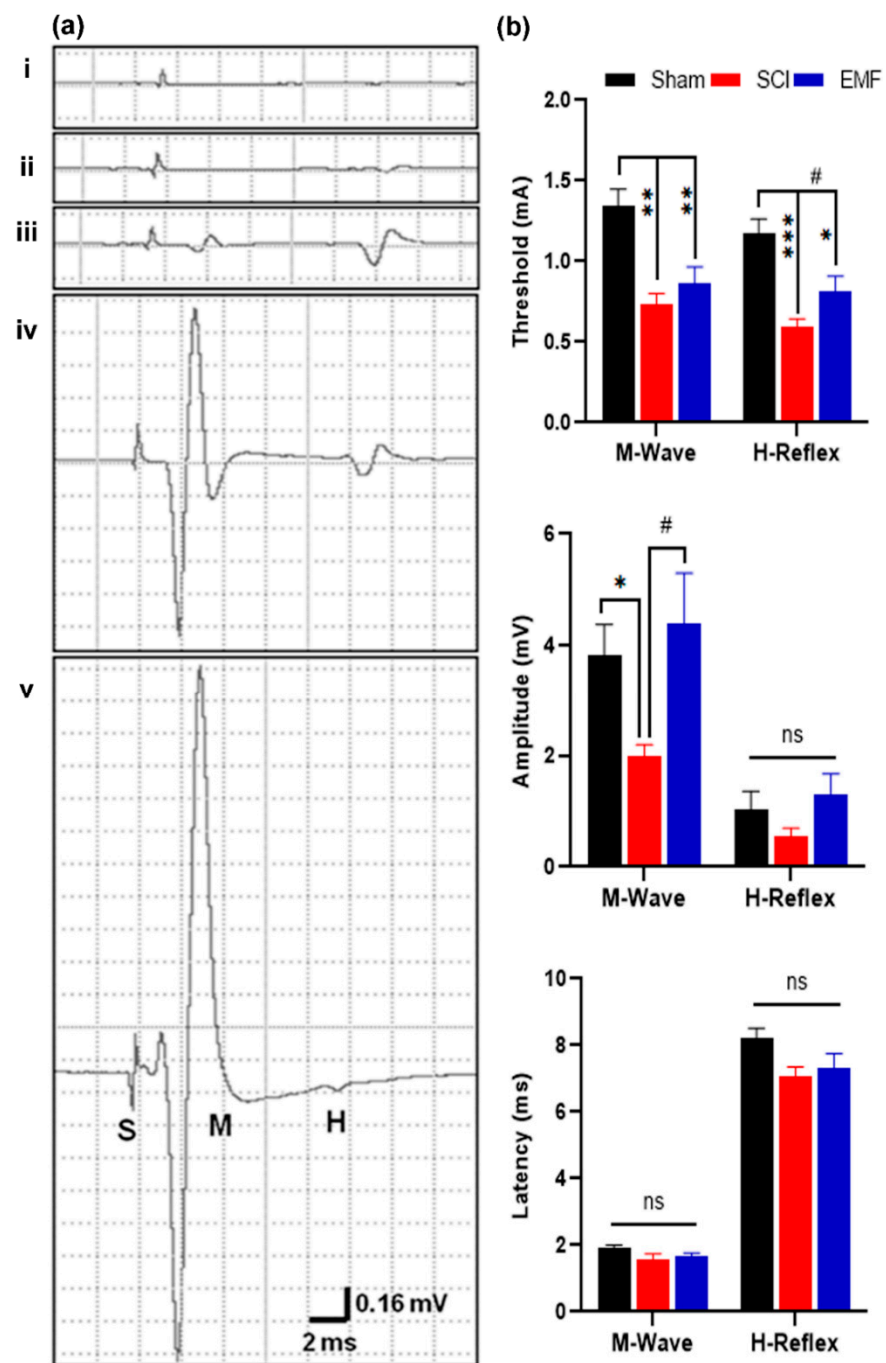 (a)
i
ii
iii
iv
v
S M H
0.16 mV
2 ms
(b)
Sham SCI EMF
Threshold (mA)
2.0
1.5
1.0
0.5
0.0
** ** *** # *
M-Wave H-Reflex
Amplitude (mV)
6
4
2
0
* # ns
M-Wave H-Reflex
Latency (ms)
10
8
6
4
2
0
ns ns
M-Wave H-Reflex